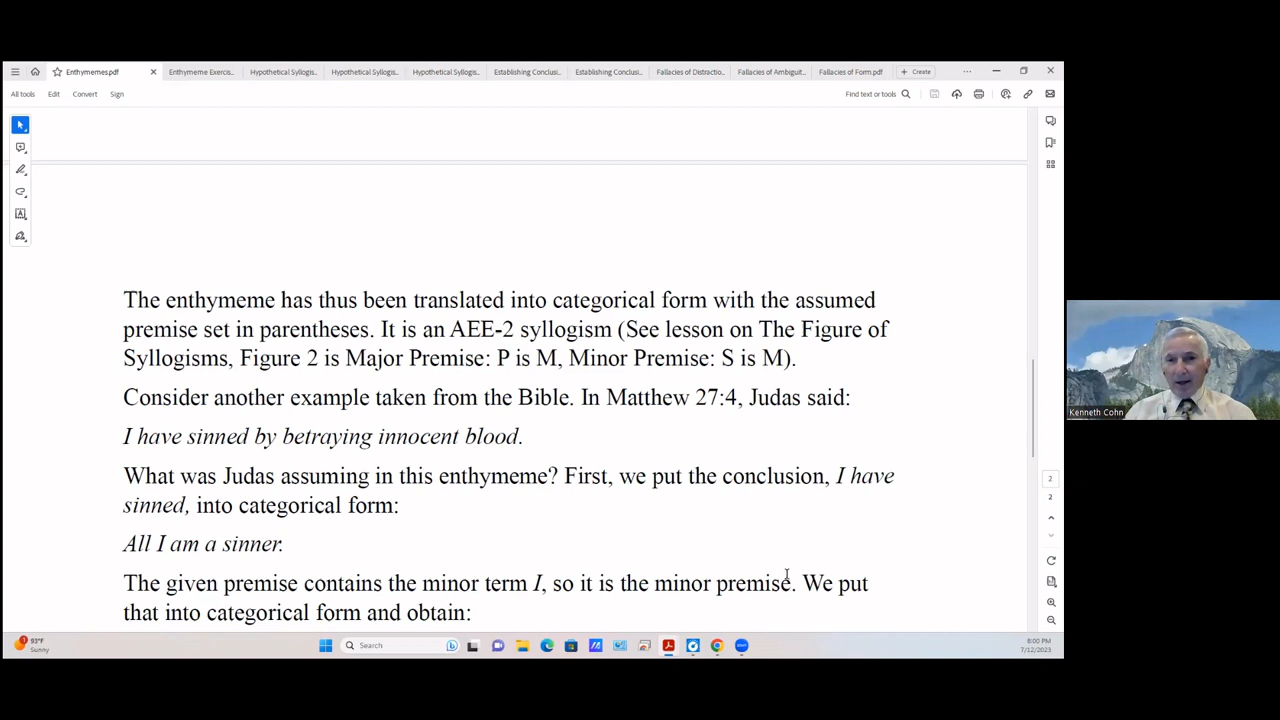 Enthymemes.pdf
Enthymeme Exercis...
Hypothetical Syllogis...
Hypothetical Syllogis...
Hypothetical Syllogis...
Establishing Conclusi...
Establishing Conclusi...
Fallacies of Distractio...
Fallacies of Ambiguit...
Fallacies of Form.pdf
+ Create
All tools
Edit
Convert
Sign
Find text or tools
The enthymeme has thus been translated into categorical form with the assumed
premise set in parentheses. It is an AEE-2 syllogism (See lesson on The Figure of
Syllogisms, Figure 2 is Major Premise: P is M, Minor Premise: S is M).
Consider another example taken from the Bible. In Matthew 27:4, Judas said:
I have sinned by betraying innocent blood.
What was Judas assuming in this enthymeme? First, we put the conclusion, I have
sinned, into categorical form:
All I am a sinner.
The given premise contains the minor term I, so it is the minor premise. We put
that into categorical form and obtain:
Kenneth Cohn
2
2
1
93°F
Sunny
Search
8:00 PM
7/12/2023